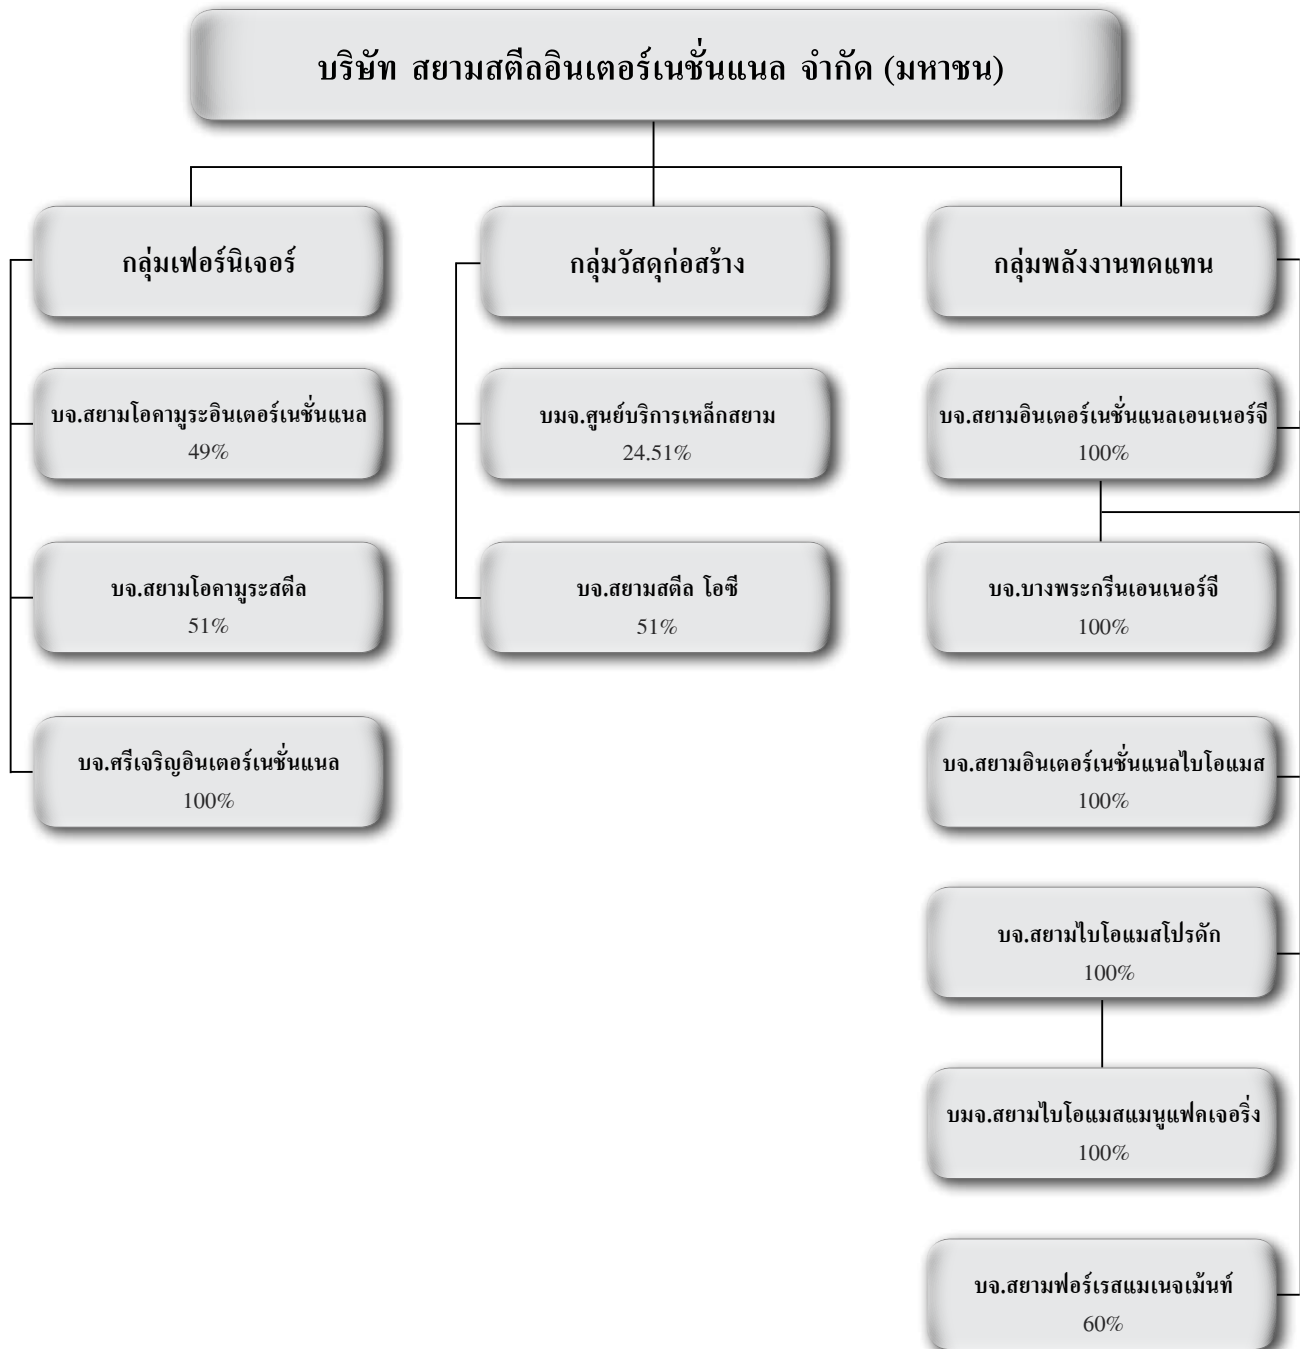 บริษัท สยามสตีลอินเตอร์เนชั่นแนล จำกัด (มหาชน)
กลุ่มเฟอร์นิเจอร์
บจ.สยามโอคามูระอินเตอร์เนชั่นแนล
49%
บจ.สยามโอคามูระสตีล
51%
บจ.ศรีเจริญอินเตอร์เนชั่นแนล
100%
กลุ่มวัสดุก่อสร้าง
บมจ.ศูนย์บริการเหล็กสยาม
24.51%
บจ.สยามสตีล โอซี
51%
กลุ่มพลังงานทดแทน
บจ.สยามอินเตอร์เนชั่นแนลเอนเนอร์จี
100%
บจ.บางพระกรีนเอนเนอร์จี
100%
บจ.สยามอินเตอร์เนชั่นแนลไบโอแมส
100%
บจ.สยามไบโอแมสโปรดัก
100%
บมจ.สยามไบโอแมสแมนูแฟคเจอริ่ง
100%
บจ.สยามฟอร์เรสแมเนจเม้นท์
60%